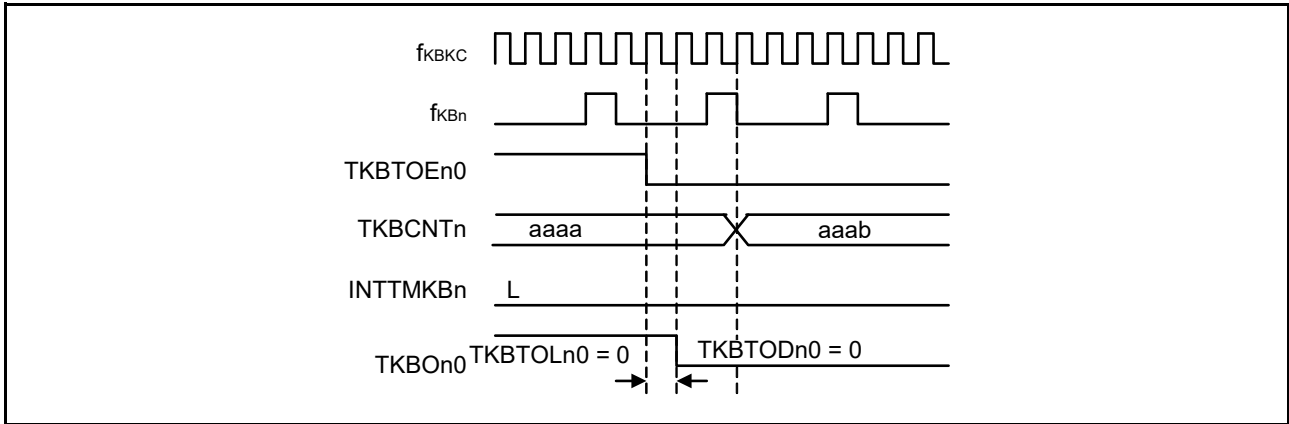 fKBKC
fKBn
TKBTOEn0
TKBCNTn aaaa aaab
INTTMKBn L
TKBOn0 TKBTOLn0 = 0 TKBTODn0 = 0